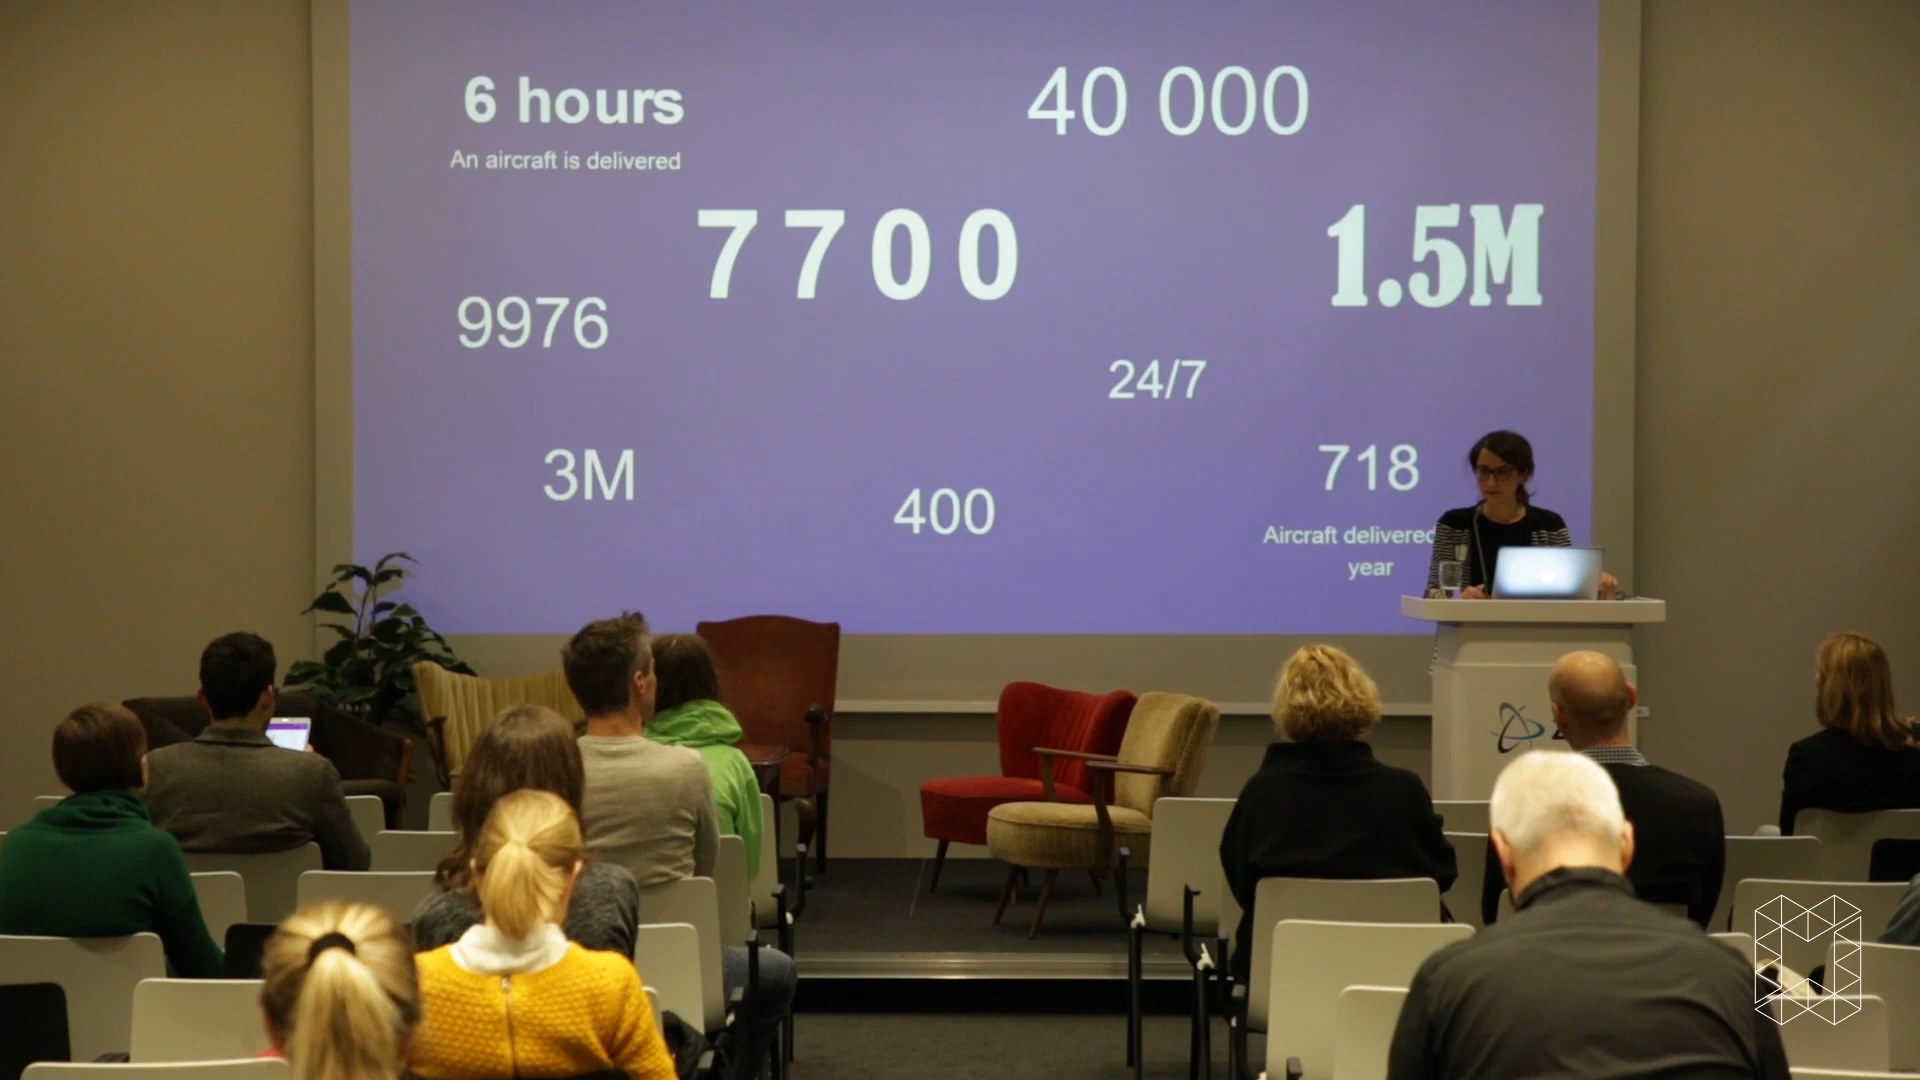 6 hours
An aircraft is delivered
40 000
7700
1.5M
9976
24/7
3M
400
718
Aircraft delivered
year